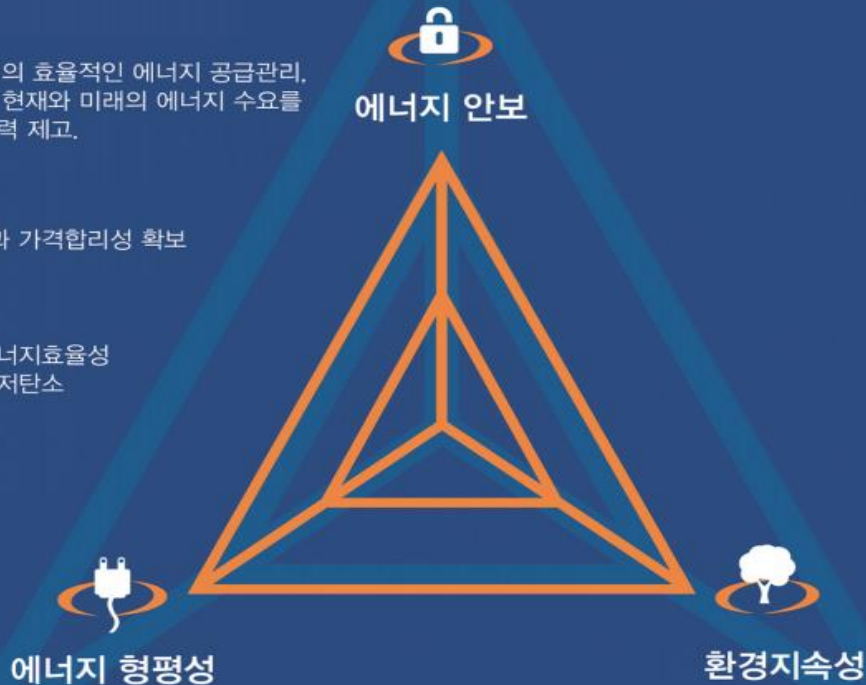 의 효율적인 에너지 공급관리.
현재와 미래의 에너지 수요를
력 제고.
에너지 안보
가격합리성 확보
너지효율성
저탄소
에너지 형평성
환경지속성